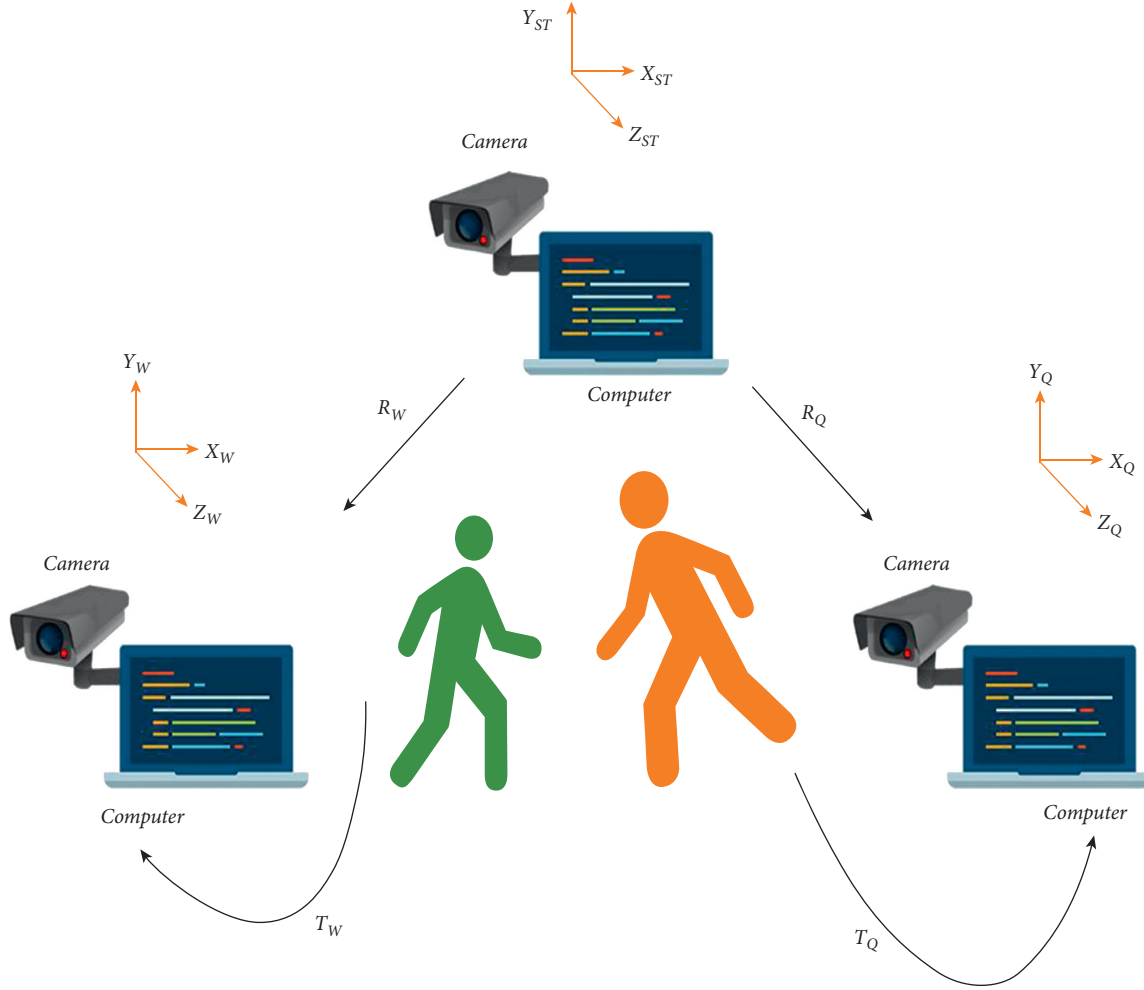 Y_ST
X_ST
Z_ST
Camera
Computer
R_W
R_Q
Y_W
X_W
Z_W
Y_Q
X_Q
Z_Q
Camera
Camera
Computer
Computer
T_W
T_Q